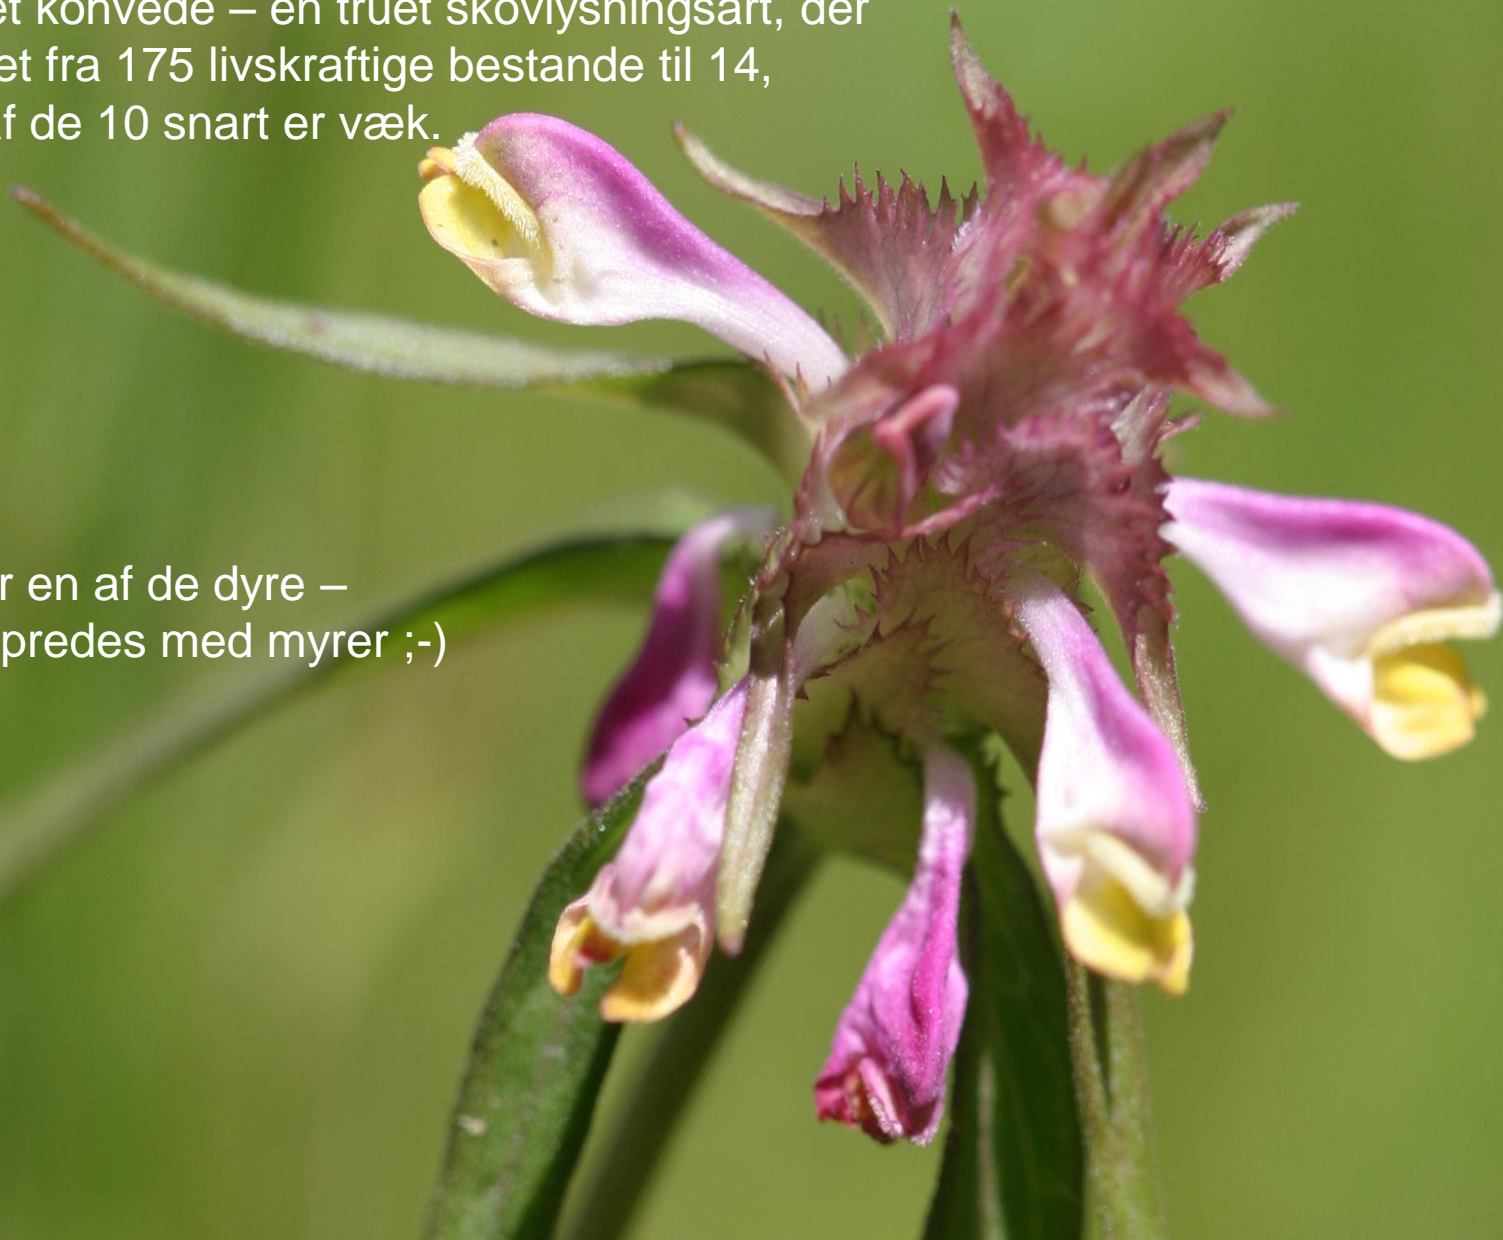 et kohvede – en truet skovlysningsart, der
et fra 175 livskraftige bestande til 14,
f de 10 snart er væk.
r en af de dyre –
predes med myrer ;-)